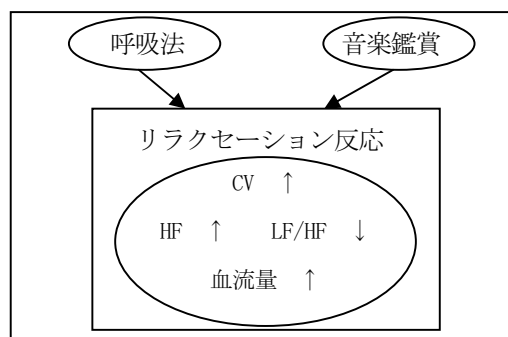 呼吸法 音楽鑑賞
リラクセーション反応
CV ↑
HF ↑ LF/HF ↓
血流量 ↑